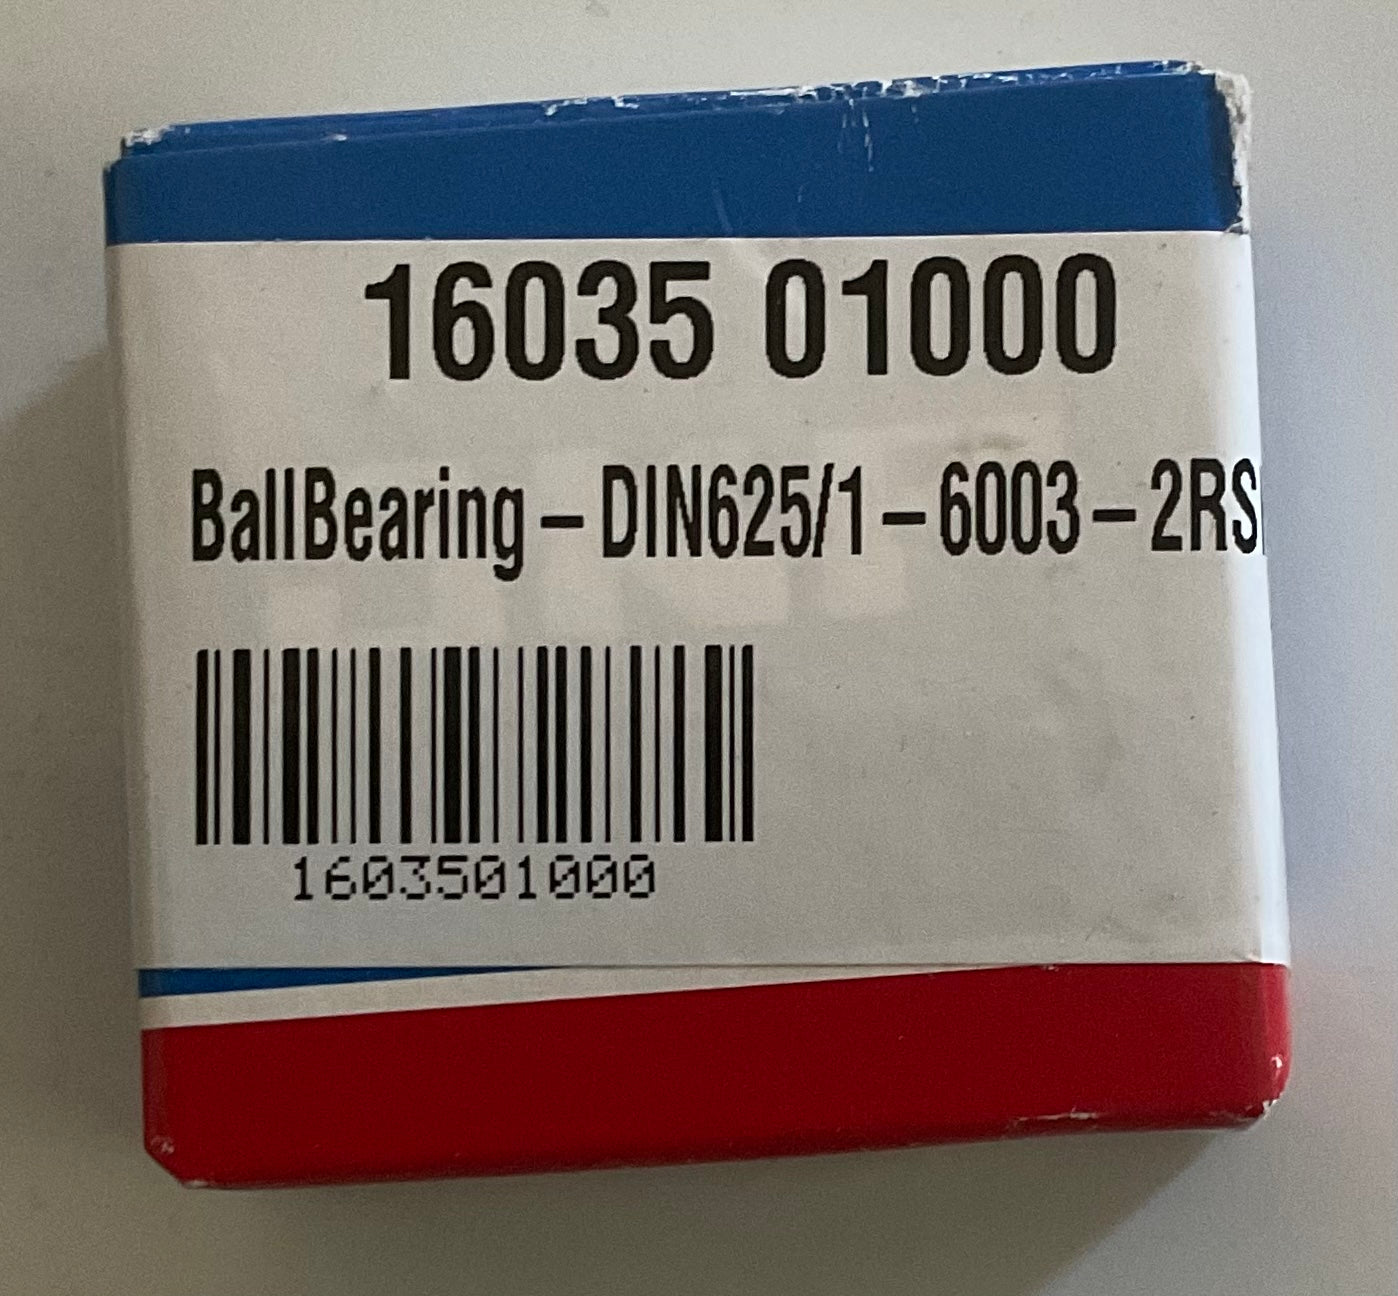 16035 01000
BallBearing – DIN625/1 – 6003 – 2RS
1603501000